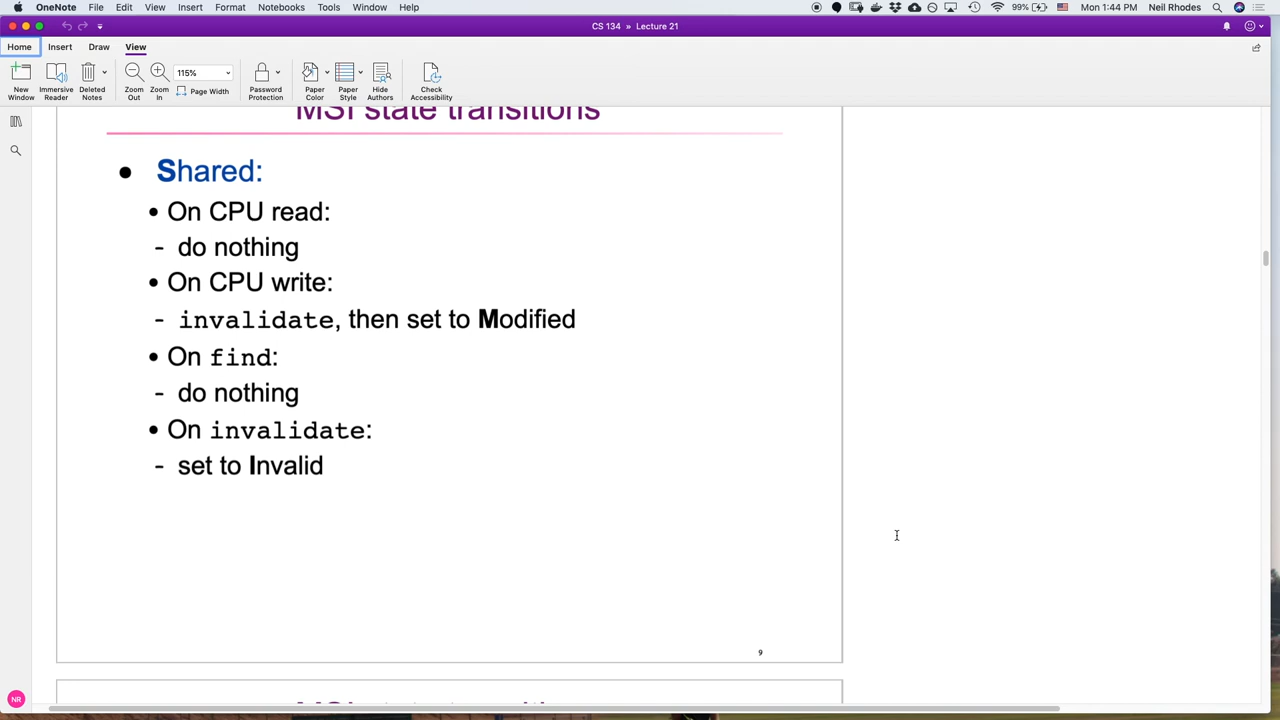 OneNote File Edit View Insert Format Notebooks Tools Window Help 99% Mon 1:44 PM Neil Rhodes
CS 134 » Lecture 21
Home Insert Draw View
New Window
Immersive Reader
Deleted Notes
Zoom Out
Zoom In
115%
Page Width
Password Protection
Paper Color
Paper Style
Hide Authors
Check Accessibility
MSI state transitions
● Shared:
• On CPU read:
- do nothing
• On CPU write:
- invalidate, then set to Modified
• On find:
- do nothing
• On invalidate:
- set to Invalid
9
NR